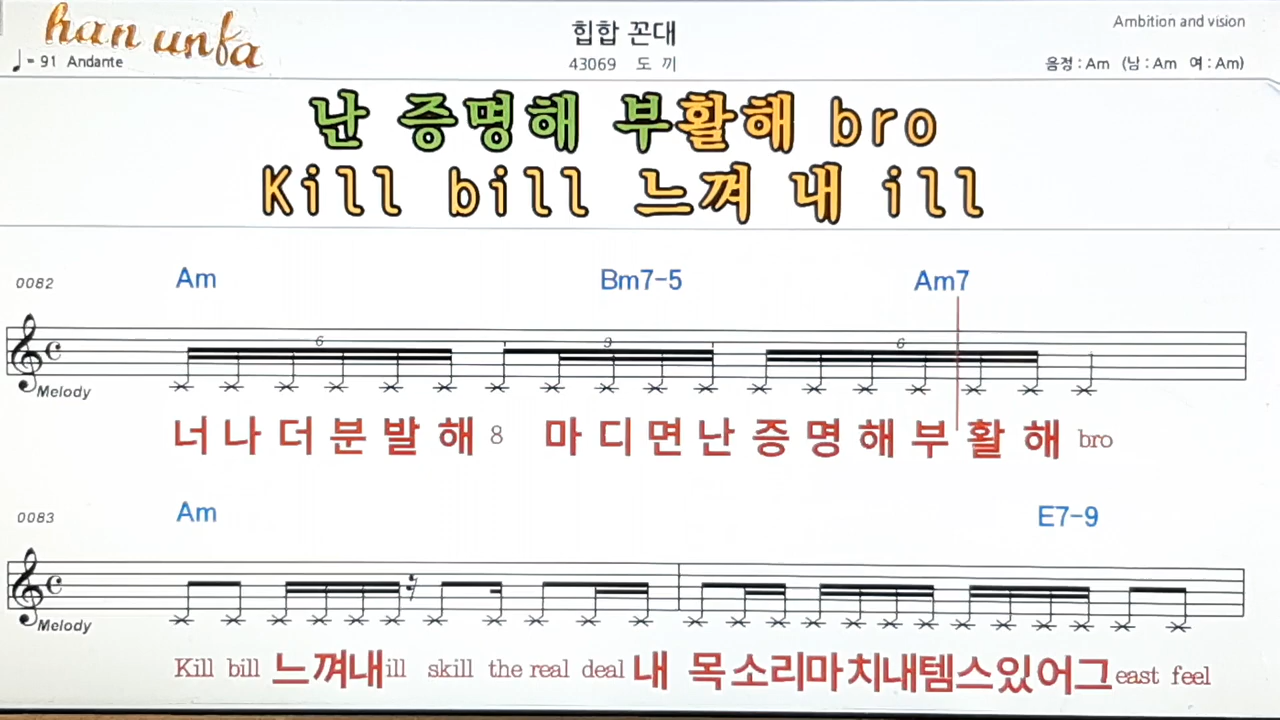 han unfa
힙합 꼰대
Ambition and vision
♩= 91 Andante
43069 도 끼
음정 : Am (남 : Am 여 : Am)
난 증명해 부활해 bro
Kill bill 느껴 내 ill
0082 Am Bm7-5 Am7
6 9 6
Melody
너 나 더 분 발 해 8 마 디 면 난 증 명 해 부 활 해 bro
0083 Am E7-9
Melody
Kill bill 느껴내 ill skill the real deal 내 목소리마치내템스있어그 east feel